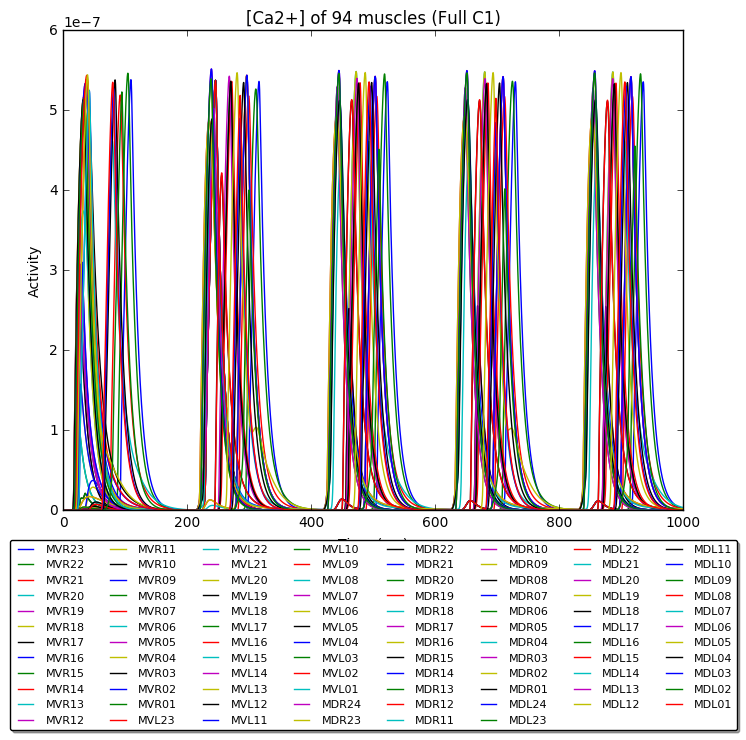 [Ca2+] of 94 muscles (Full C1)
1e−7
6
5
4
3
2
1
0
Activity
0 200 400 600 800 1000
MVR23 MVR11 MVL22 MVL10 MDR22 MDR10 MDL22 MDL11
MVR22 MVR10 MVL21 MVL09 MDR21 MDR09 MDL21 MDL10
MVR21 MVR09 MVL20 MVL08 MDR20 MDR08 MDL20 MDL09
MVR20 MVR08 MVL19 MVL07 MDR19 MDR07 MDL19 MDL08
MVR19 MVR07 MVL18 MVL06 MDR18 MDR06 MDL18 MDL07
MVR18 MVR06 MVL17 MVL05 MDR17 MDR05 MDL17 MDL06
MVR17 MVR05 MVL16 MVL04 MDR16 MDR04 MDL16 MDL05
MVR16 MVR04 MVL15 MVL03 MDR15 MDR03 MDL15 MDL04
MVR15 MVR03 MVL14 MVL02 MDR14 MDR02 MDL14 MDL03
MVR14 MVR02 MVL13 MVL01 MDR13 MDR01 MDL13 MDL02
MVR13 MVR01 MVL12 MDR24 MDR12 MDL24 MDL12 MDL01
MVR12 MVL23 MVL11 MDR23 MDR11 MDL23